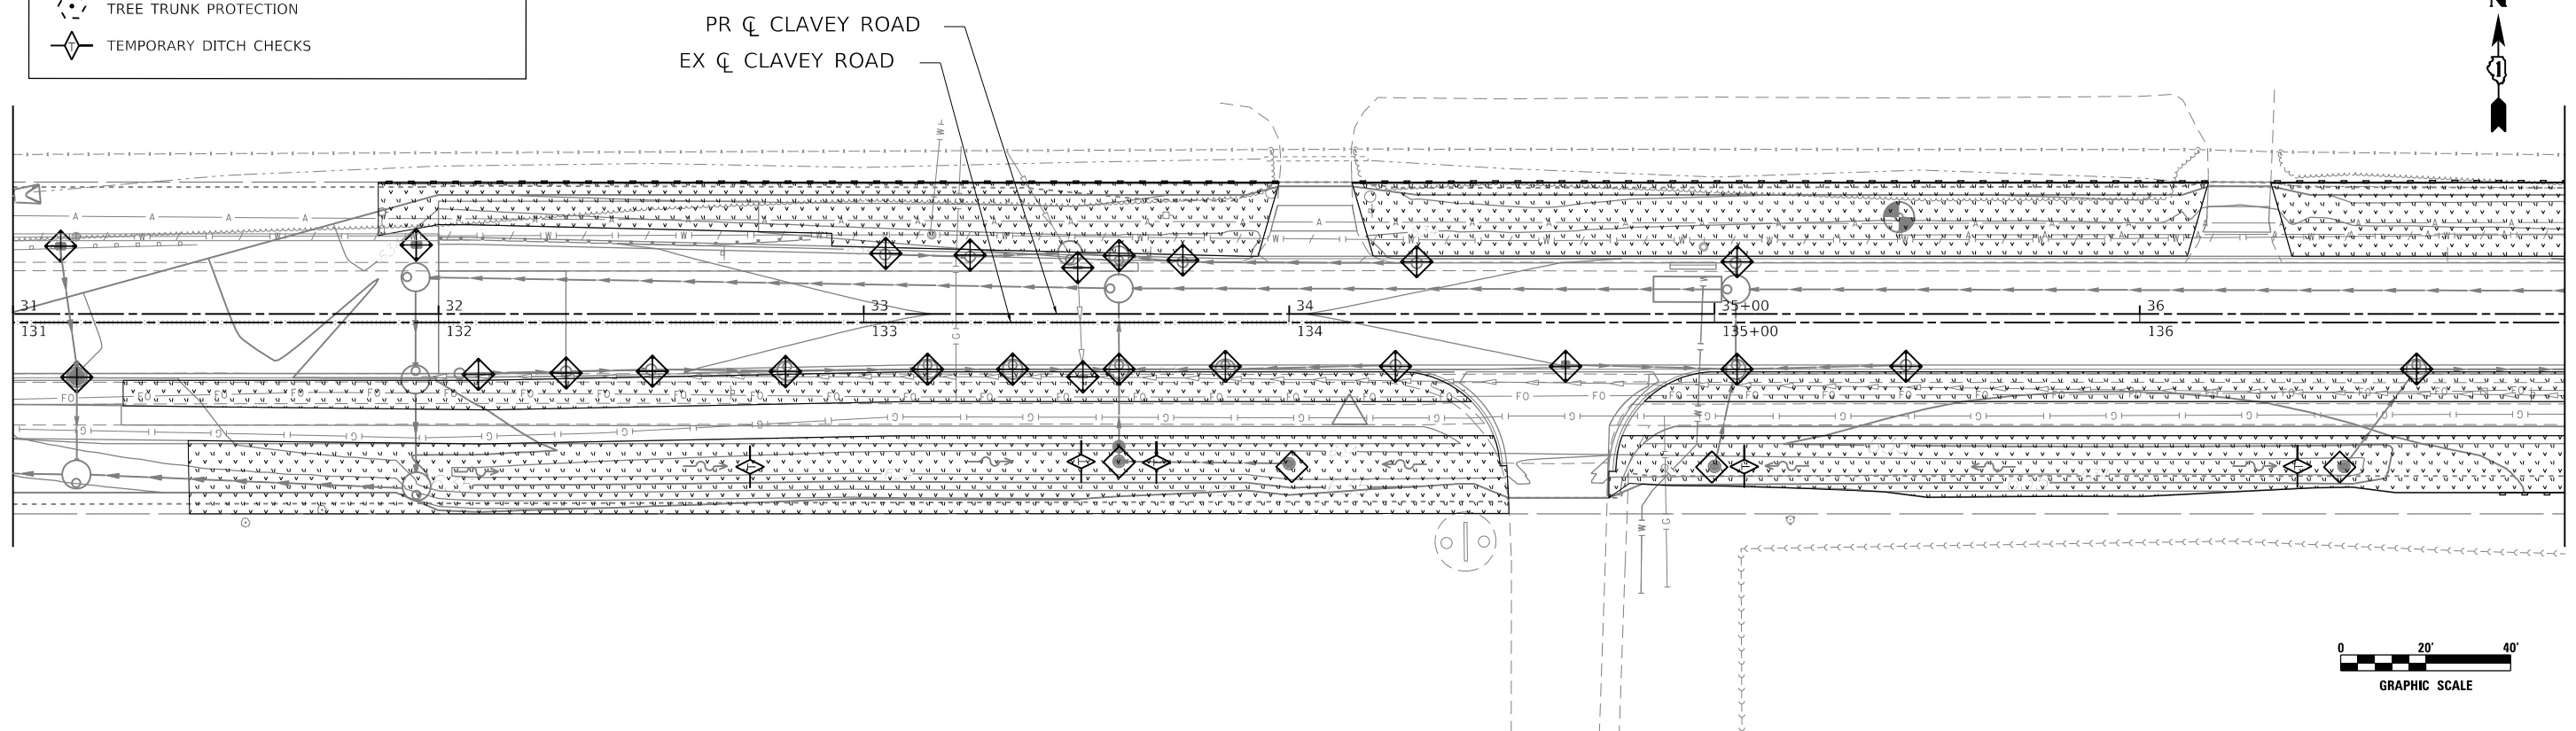 TREE TRUNK PROTECTION
TEMPORARY DITCH CHECKS
PR ℄ CLAVEY ROAD
EX ℄ CLAVEY ROAD
N
31 32 33 34 35+00 36
131 132 133 134 135+00 136
0 20' 40'
GRAPHIC SCALE